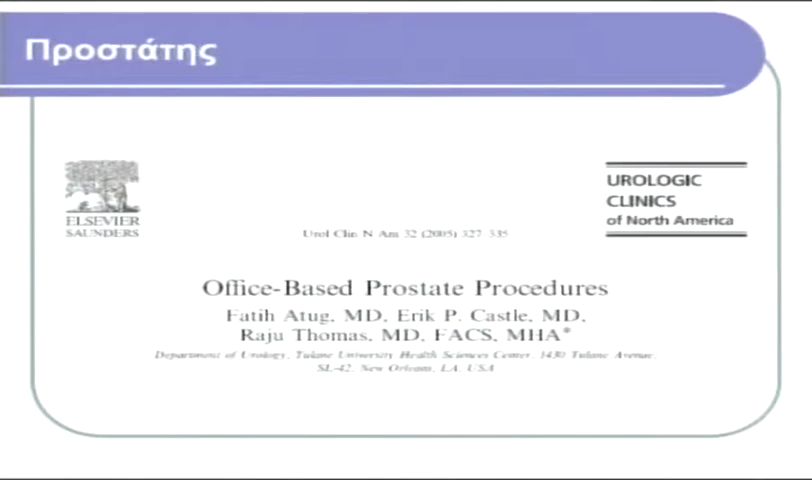 Προστάτης
ELSEVIER
SAUNDERS
UROLOGIC
CLINICS
of North America
Urol Clin N Am 32 (2005) 327–335
Office-Based Prostate Procedures
Fatih Atug, MD, Erik P. Castle, MD,
Raju Thomas, MD, FACS, MHA*
Department of Urology, Tulane University Health Sciences Center, 1430 Tulane Avenue,
SL-42, New Orleans, LA, USA